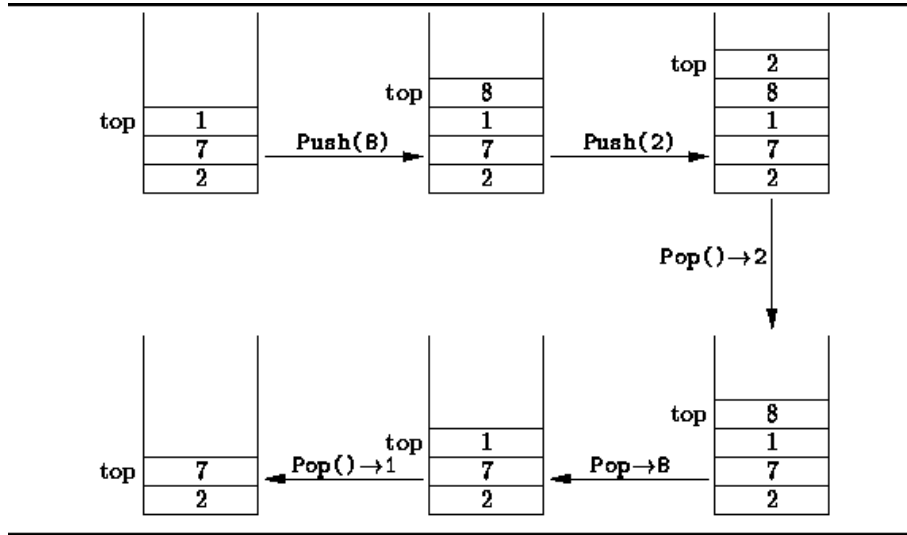 top 2
top 8 8
top 1 1 1
7 Push(8) 7 Push(2) 7
2 2 2
Pop()→2
top 8
top 1 1
top 7 Pop()→1 7 Pop→8 7
2 2 2